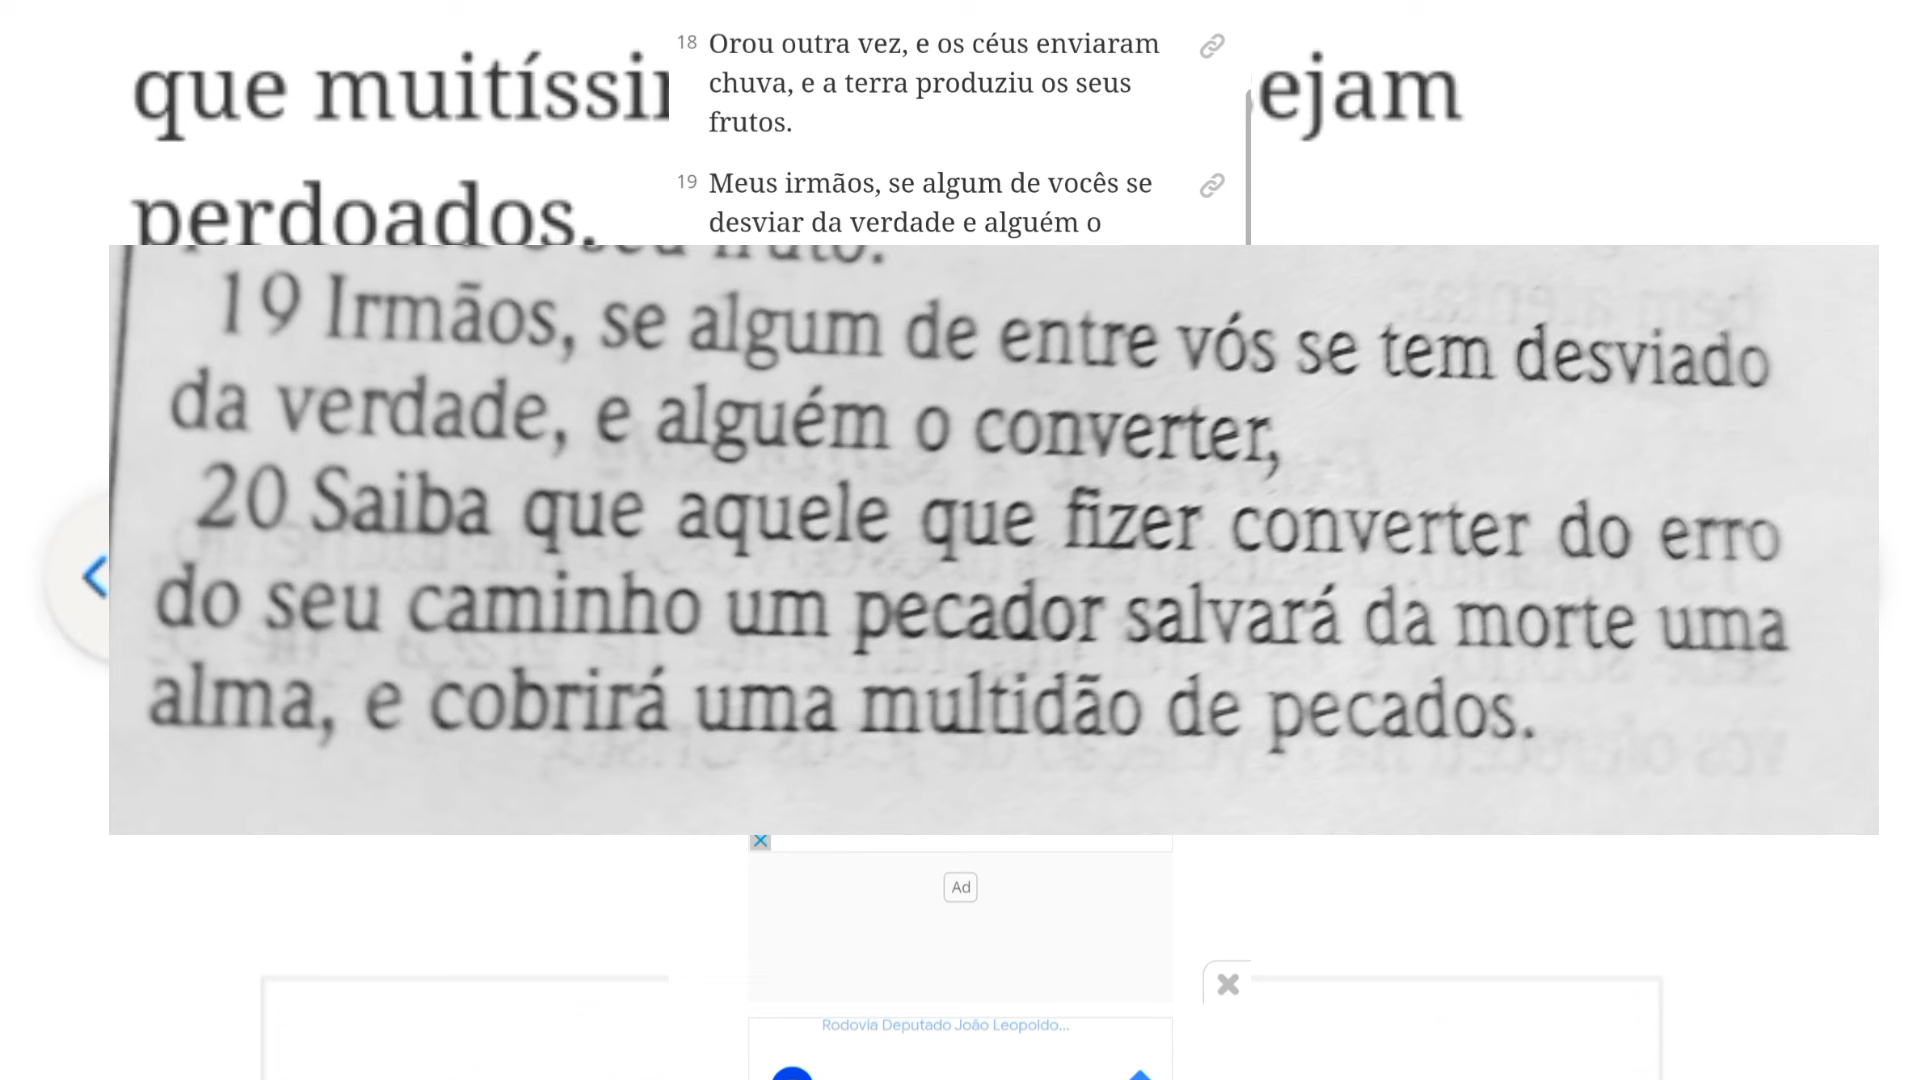 que muitíssi
ejam
perdoados.
18 Orou outra vez, e os céus enviaram
chuva, e a terra produziu os seus
frutos.
19 Meus irmãos, se algum de vocês se
desviar da verdade e alguém o
seu fruto.
19 Irmãos, se algum de entre vós se tem desviado
da verdade, e alguém o converter,
20 Saiba que aquele que fizer converter do erro
do seu caminho um pecador salvará da morte uma
alma, e cobrirá uma multidão de pecados.
Ad
Rodovia Deputado João Leopoldo...